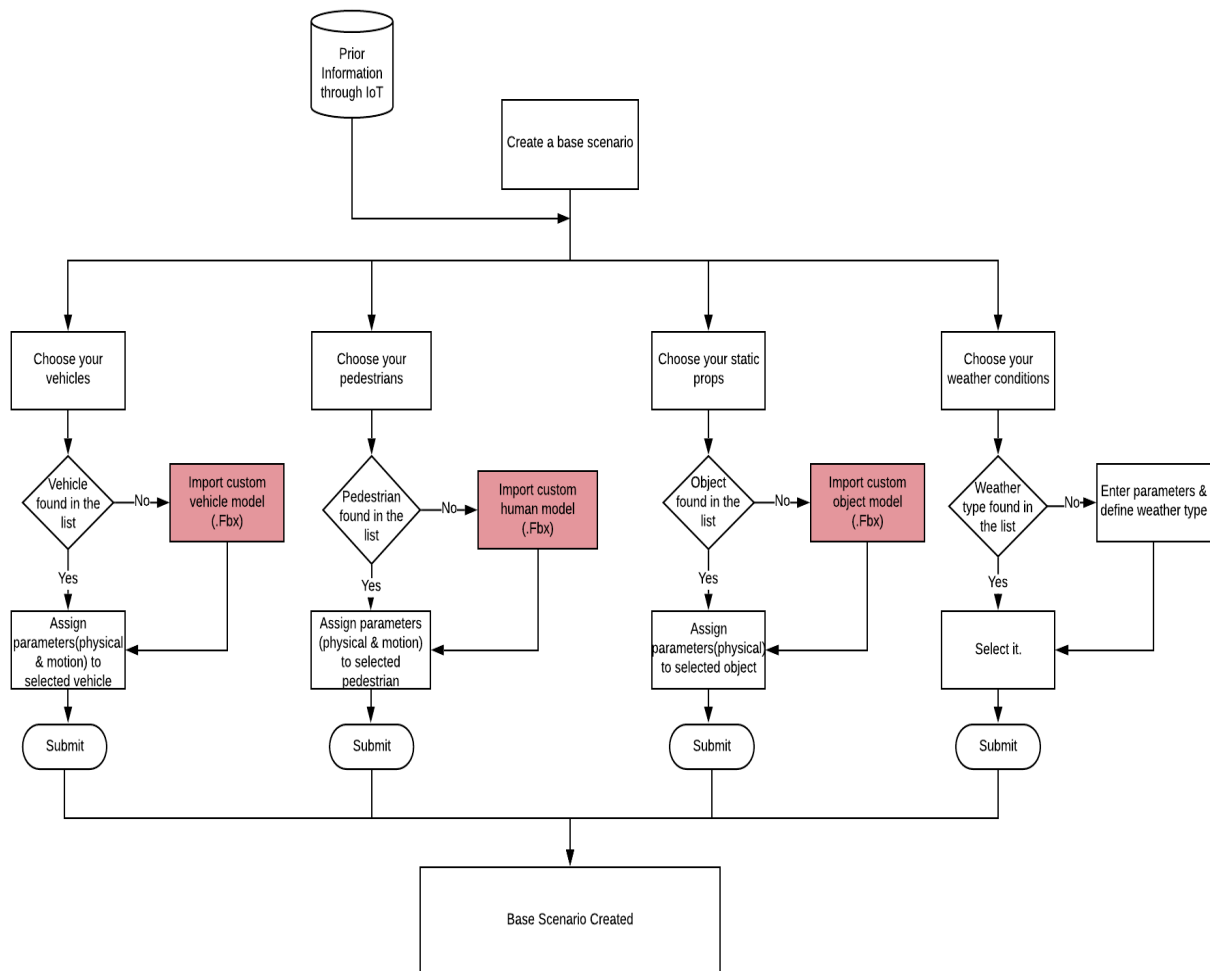 Prior
Information
through IoT
Create a base scenario
Choose your
vehicles
Choose your
pedestrians
Choose your static
props
Choose your
weather conditions
Vehicle
found in the
list
No
Import custom
vehicle model
(.Fbx)
Pedestrian
found in the
list
No
Import custom
human model
(.Fbx)
Object
found in the
list
No
Import custom
object model
(.Fbx)
Weather
type found in
the list
No
Enter parameters &
define weather type
Yes
Yes
Yes
Yes
Assign
parameters(physical
& motion) to
selected vehicle
Assign parameters
(physical & motion)
to selected
pedestrian
Assign
parameters(physical)
to selected object
Select it.
Submit
Submit
Submit
Submit
Base Scenario Created